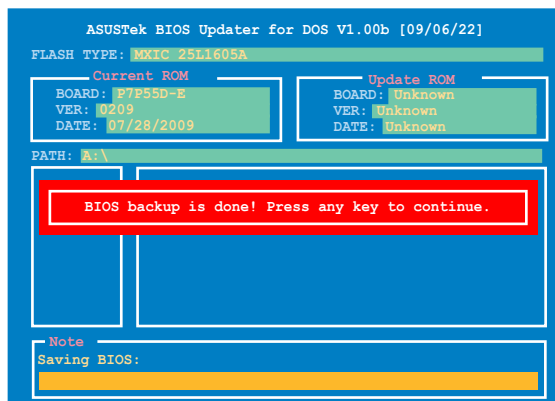 ASUSTek BIOS Updater for DOS V1.00b [09/06/22]
FLASH TYPE: MXIC 25L1605A
Current ROM
BOARD: P7P55D-E
VER: 0209
DATE: 07/28/2009
Update ROM
BOARD: Unknown
VER: Unknown
DATE: Unknown
PATH: A:\
BIOS backup is done! Press any key to continue.
Note
Saving BIOS: